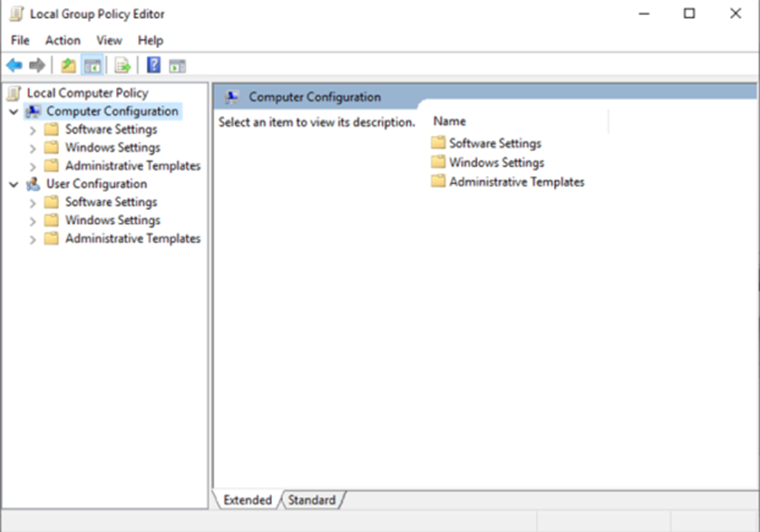 Local Group Policy Editor
File Action View Help
Local Computer Policy
Computer Configuration
Software Settings
Windows Settings
Administrative Templates
User Configuration
Software Settings
Windows Settings
Administrative Templates
Computer Configuration
Select an item to view its description.
Name
Software Settings
Windows Settings
Administrative Templates
Extended Standard